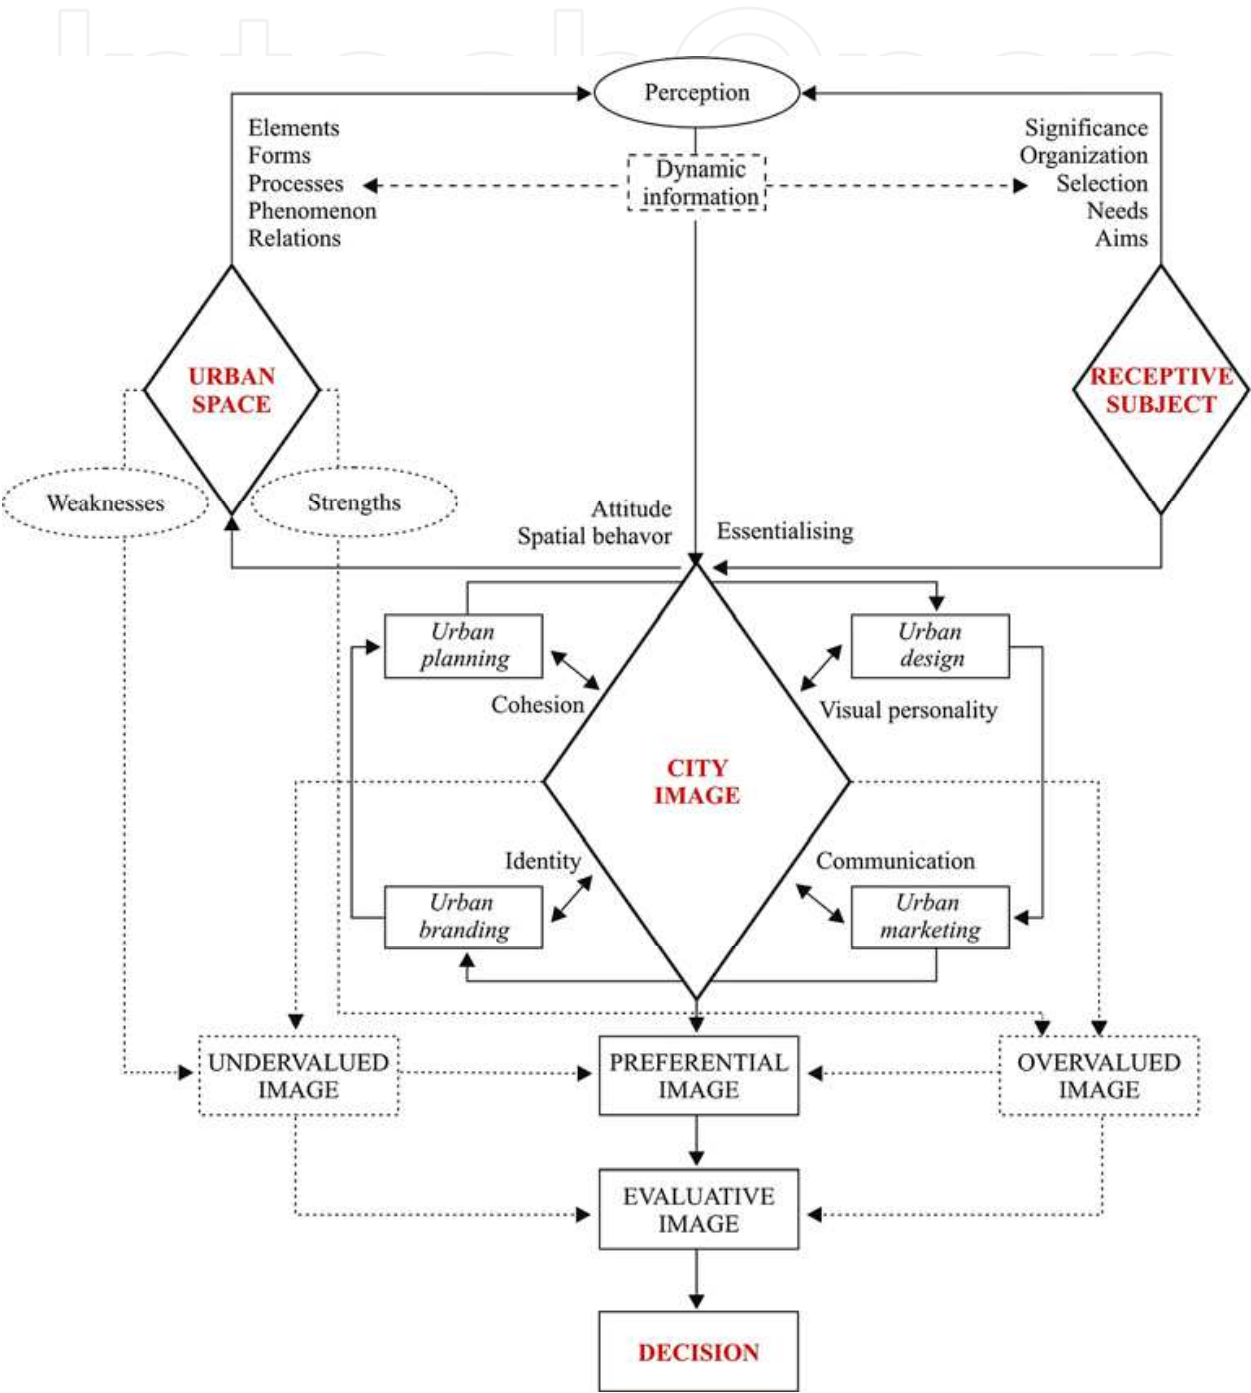 Perception
Elements
Forms
Processes
Phenomenon
Relations
Dynamic
information
Significance
Organization
Selection
Needs
Aims
URBAN
SPACE
RECEPTIVE
SUBJECT
Weaknesses
Strengths
Attitude
Spatial behavor
Essentialising
Urban
planning
Urban
design
Cohesion
Visual personality
CITY
IMAGE
Identity
Communication
Urban
branding
Urban
marketing
UNDERVALUED
IMAGE
PREFERENTIAL
IMAGE
OVERVALUED
IMAGE
EVALUATIVE
IMAGE
DECISION